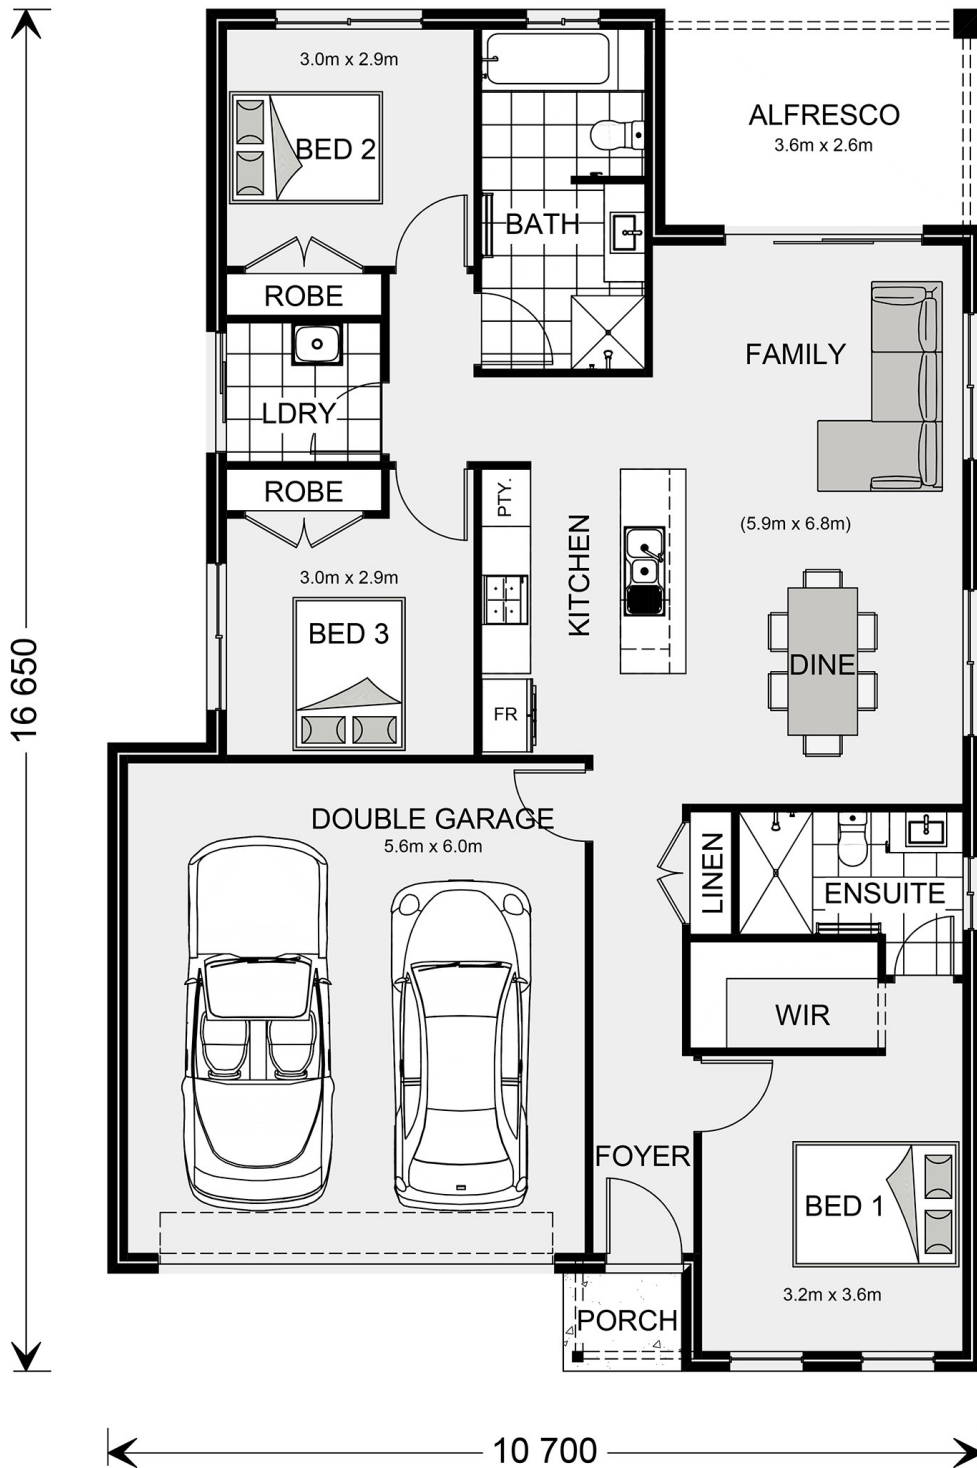 3.0m x 2.9m
BED 2
ALFRESCO
3.6m x 2.6m
BATH
ROBE
FAMILY
LDRY
ROBE
PTY.
(5.9m x 6.8m)
KITCHEN
3.0m x 2.9m
BED 3
DINE
16 650
FR
DOUBLE GARAGE
5.6m x 6.0m
LINEN
ENSUITE
WIR
FOYER
BED 1
3.2m x 3.6m
PORCH
10 700